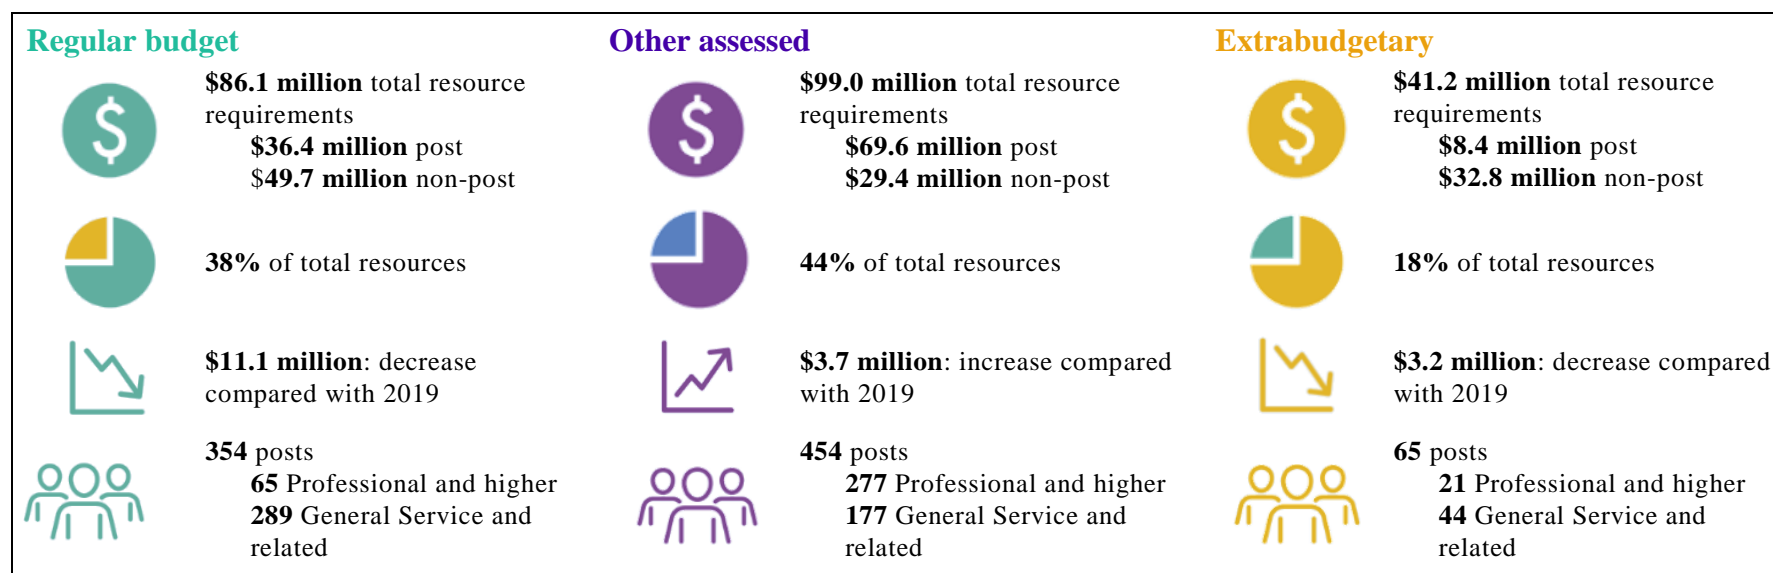 Regular budget
$86.1 million total resource
requirements
$36.4 million post
$49.7 million non-post
38% of total resources
$11.1 million: decrease
compared with 2019
354 posts
65 Professional and higher
289 General Service and
related
Other assessed
$99.0 million total resource
requirements
$69.6 million post
$29.4 million non-post
44% of total resources
$3.7 million: increase compared
with 2019
454 posts
277 Professional and higher
177 General Service and
related
Extrabudgetary
$41.2 million total resource
requirements
$8.4 million post
$32.8 million non-post
18% of total resources
$3.2 million: decrease compared
with 2019
65 posts
21 Professional and higher
44 General Service and
related